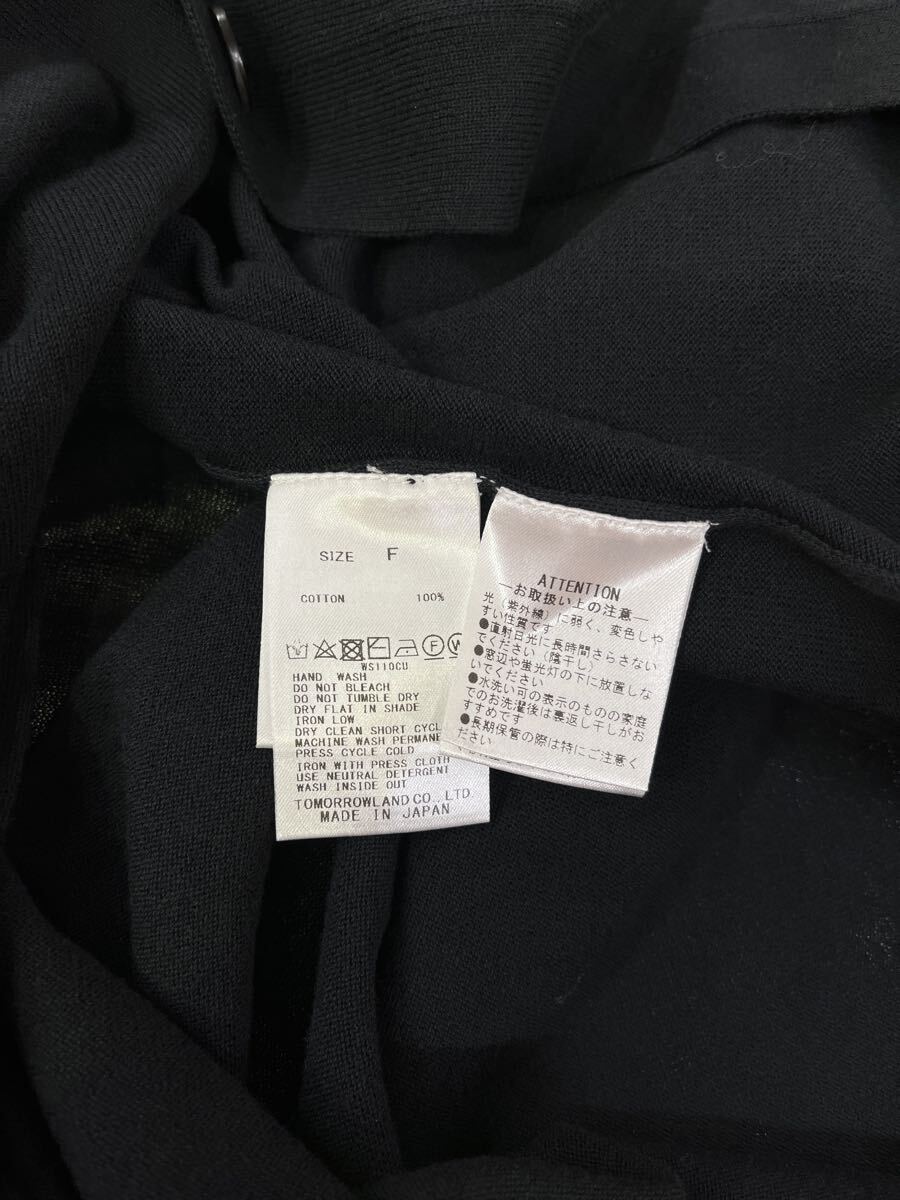 SIZE F
COTTON 100%
WS110CU
HAND WASH
DO NOT BLEACH
DO NOT TUMBLE DRY
DRY FLAT IN SHADE
IRON LOW
DRY CLEAN SHORT CYCL
MACHINE WASH PERMANE
PRESS CYCLE COLD
IRON WITH PRESS CLOTH
USE NEUTRAL DETERGENT
WASH INSIDE OUT
TOMORROWLAND CO., LTD.
MADE IN JAPAN
ATTENTION
―お取扱い上の注意―
光(紫外線)に弱く、変色しや
すい性質です
●直射日光に長時間さらさない
でください(陰干し)
●窓辺や蛍光灯の下に放置しな
いでください
●水洗い可の表示のものの家庭
でのお洗濯後は裏返し干しがお
すすめです
●長期保管の際は特にご注意く
ださい